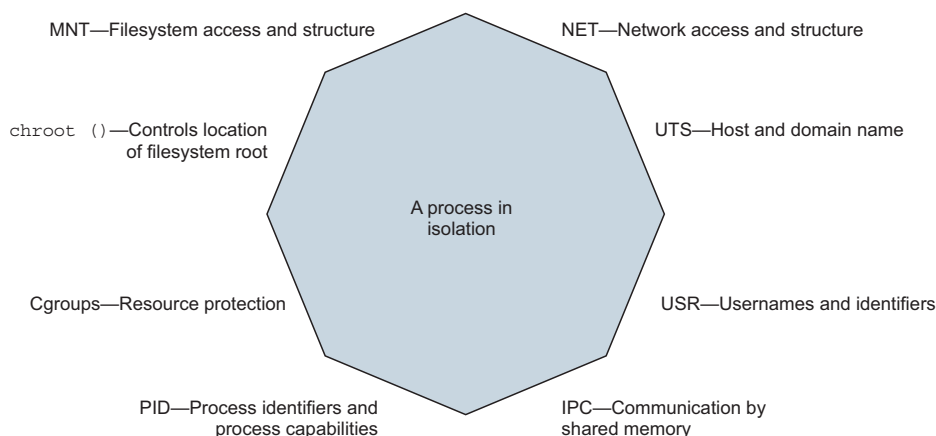 MNT—Filesystem access and structure
NET—Network access and structure
chroot ()—Controls location
of filesystem root
UTS—Host and domain name
A process in
isolation
Cgroups—Resource protection
USR—Usernames and identifiers
PID—Process identifiers and
process capabilities
IPC—Communication by
shared memory